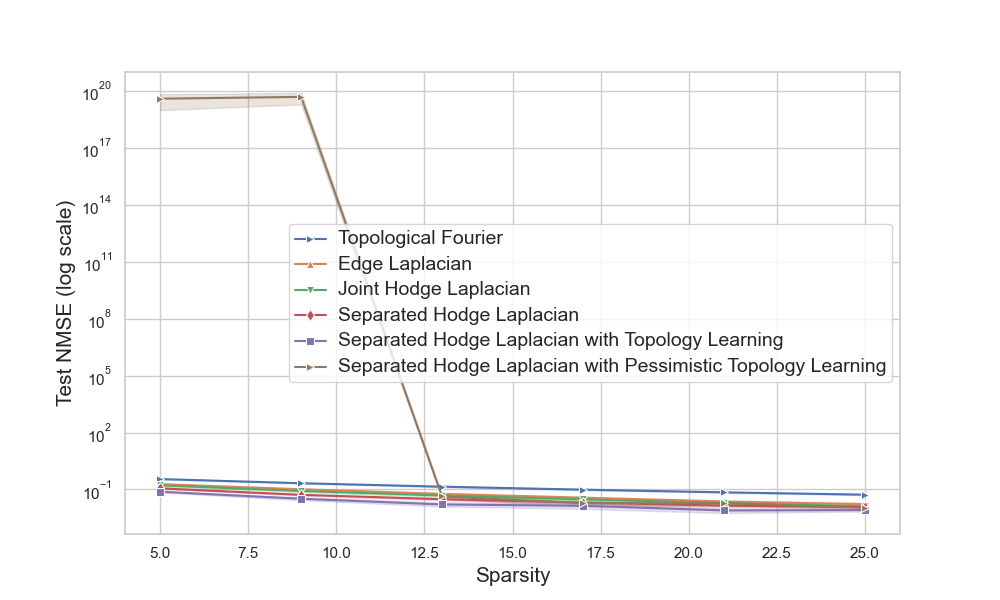 10^20
10^17
10^14
10^11
10^8
10^5
10^2
10^−1
Test NMSE (log scale)
Topological Fourier
Edge Laplacian
Joint Hodge Laplacian
Separated Hodge Laplacian
Separated Hodge Laplacian with Topology Learning
Separated Hodge Laplacian with Pessimistic Topology Learning
5.0 7.5 10.0 12.5 15.0 17.5 20.0 22.5 25.0
Sparsity